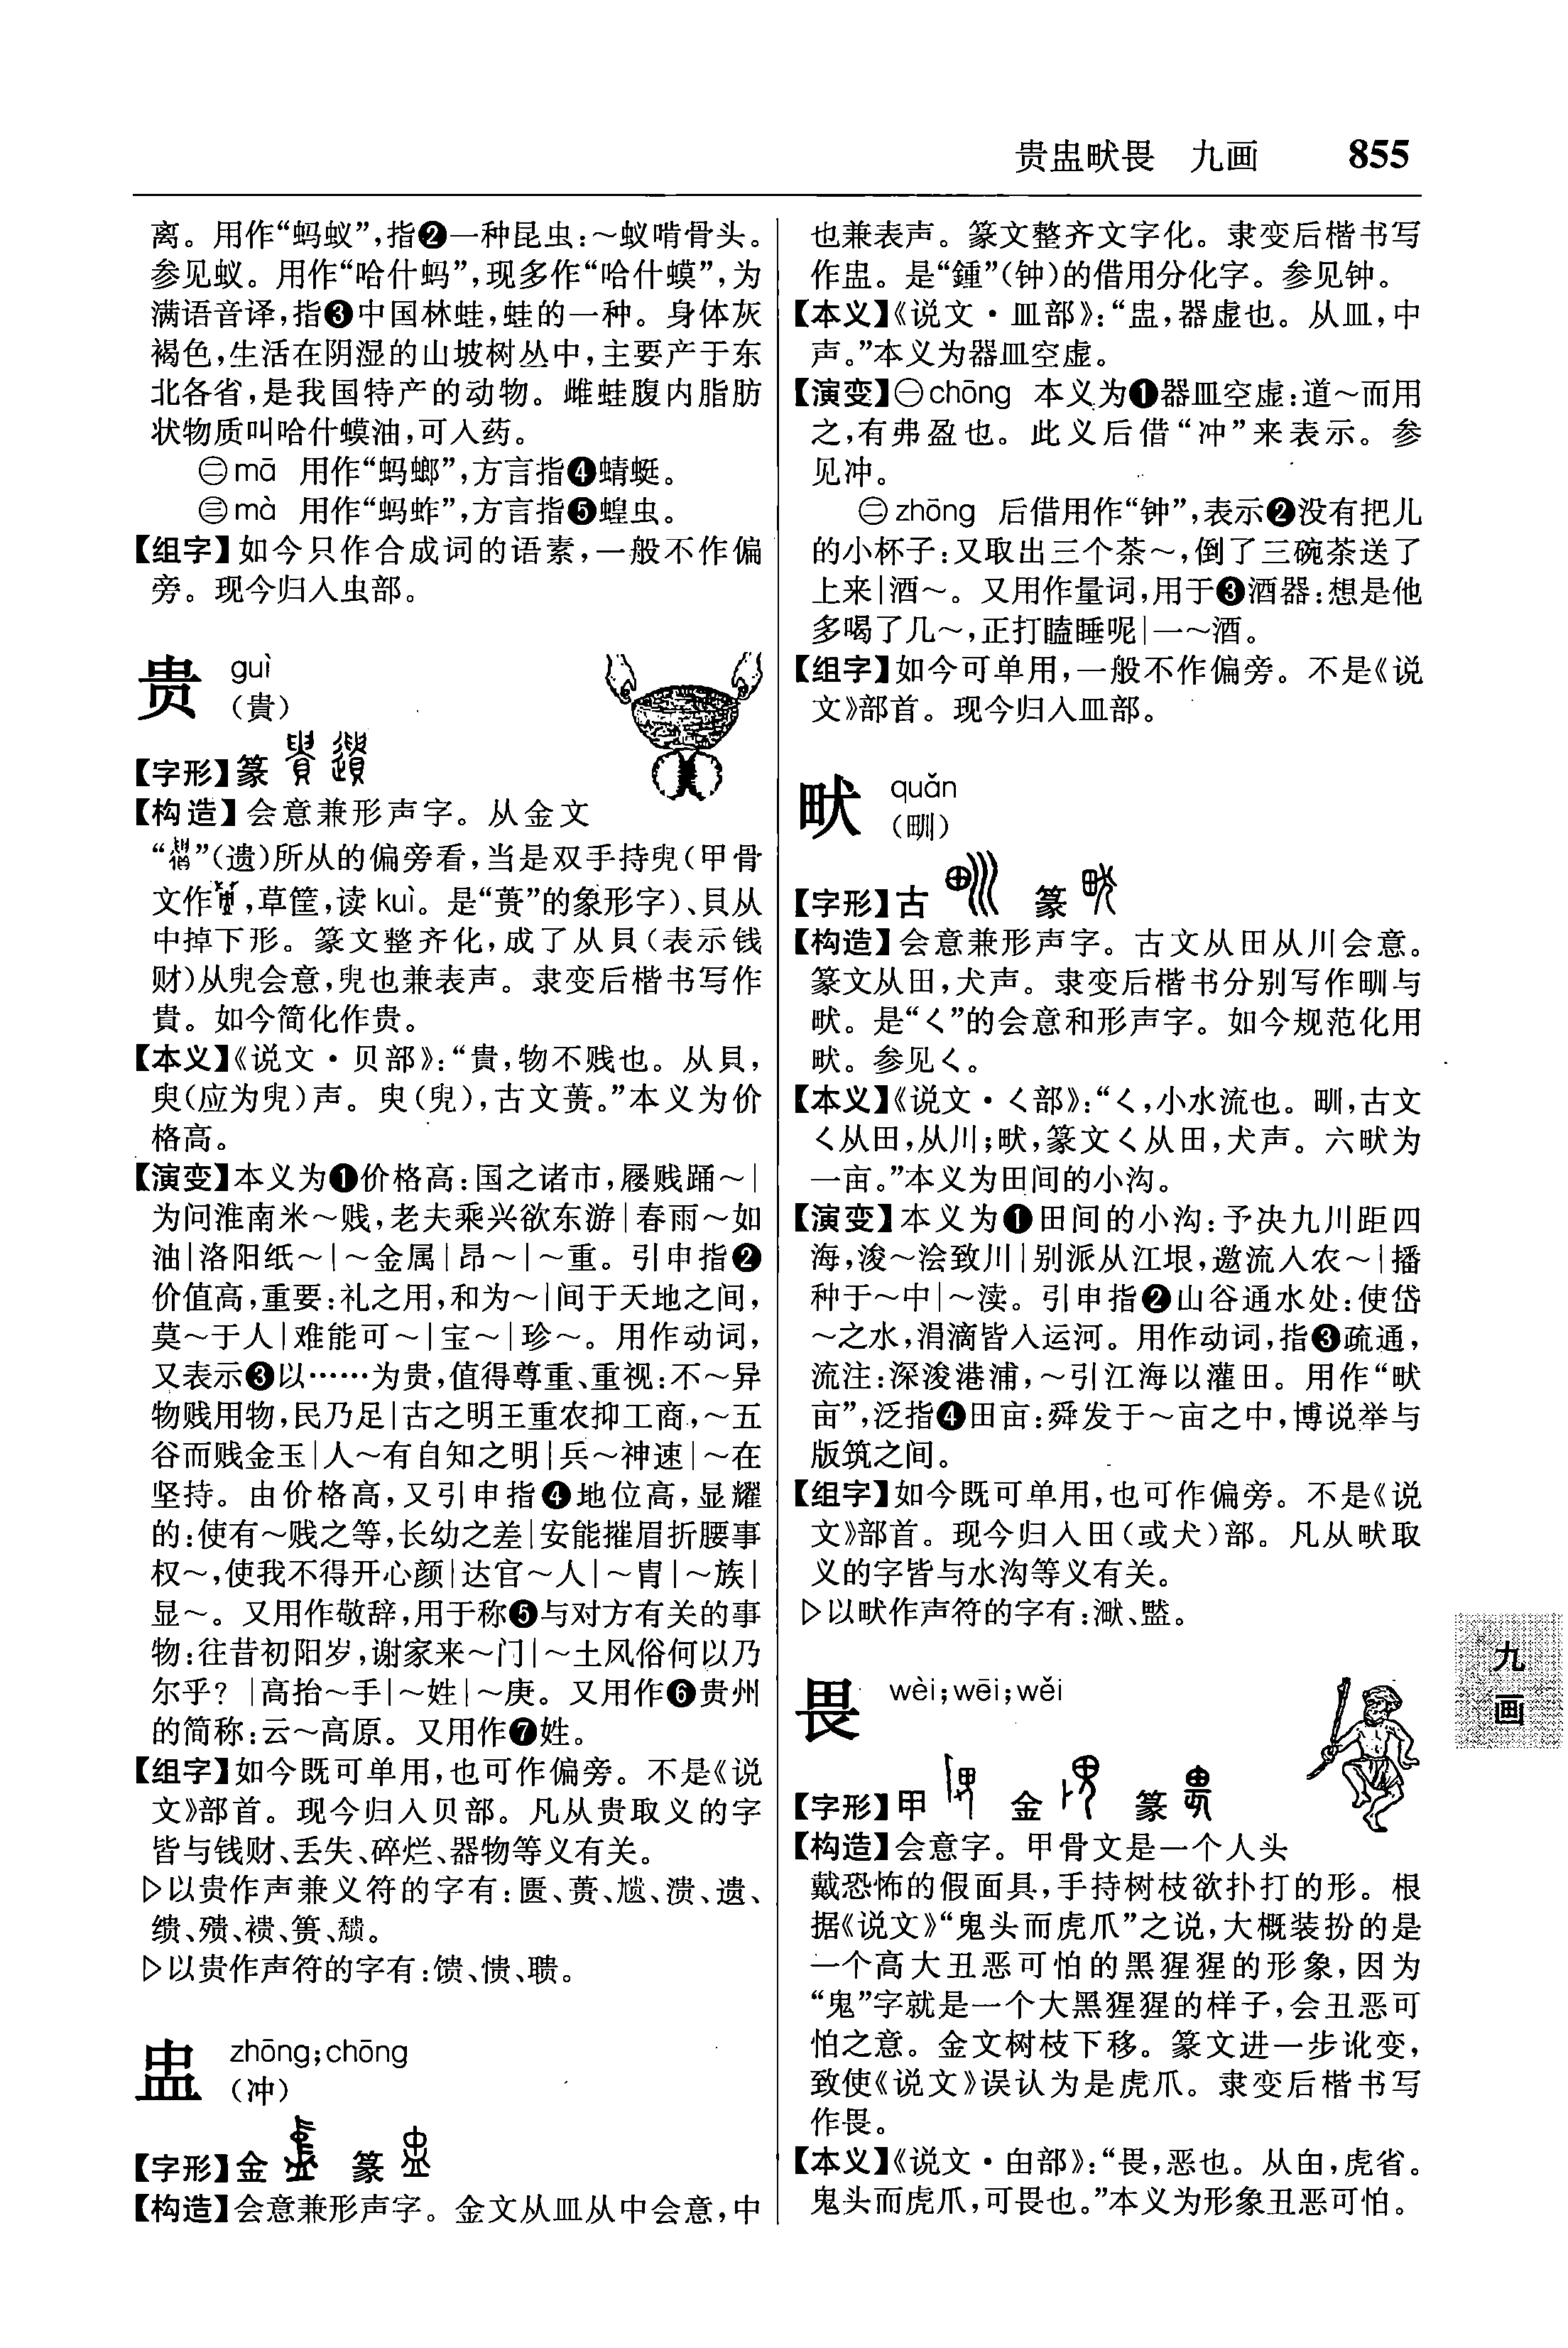 贵盅畎畏　九画　855
离。用作“蚂蚁”,指❷一种昆虫:～蚁啃骨头。
参见蚁。用作“哈什蚂”,现多作“哈什蟆”,为
满语音译,指❸中国林蛙,蛙的一种。身体灰
褐色,生活在阴湿的山坡树丛中,主要产于东
北各省,是我国特产的动物。雌蛙腹内脂肪
状物质叫哈什蟆油,可入药。
㊁mā　用作“蚂螂”,方言指❹蜻蜓。
㊂mà　用作“蚂蚱”,方言指❺蝗虫。
【组字】如今只作合成词的语素,一般不作偏
旁。现今归入虫部。
贵 guì
(貴)
【字形】篆
【构造】会意兼形声字。从金文
“”(遗)所从的偏旁看,当是双手持臾(甲骨
文作,草筐,读 kuì。是“蒉”的象形字)、貝从
中掉下形。篆文整齐化,成了从貝(表示钱
财)从臾会意,臾也兼表声。隶变后楷书写作
貴。如今简化作贵。
【本义】《说文·贝部》:“貴,物不贱也。从貝,
臾(应为)声。臾(),古文蒉。”本义为价
格高。
【演变】本义为❶价格高:国之诸市,屦贱踊～|
为问淮南米～贱,老夫乘兴欲东游|春雨～如
油|洛阳纸～|～金属|昂～|～重。引申指❷
价值高,重要:礼之用,和为～|间于天地之间,
莫～于人|难能可～|宝～|珍～。用作动词,
又表示❸以……为贵,值得尊重、重视:不～异
物贱用物,民乃足|古之明王重农抑工商,～五
谷而贱金玉|人～有自知之明|兵～神速|～在
坚持。由价格高,又引申指❹地位高,显耀
的:使有～贱之等,长幼之差|安能摧眉折腰事
权～,使我不得开心颜|达官～人|～胄|～族|
显～。又用作敬辞,用于称❺与对方有关的事
物:往昔初阳岁,谢家来～门|～土风俗何以乃
尔乎?|高抬～手|～姓|～庚。又用作❻贵州
的简称:云～高原。又用作❼姓。
【组字】如今既可单用,也可作偏旁。不是《说
文》部首。现今归入贝部。凡从贵取义的字
皆与钱财、丢失、碎烂、器物等义有关。
▷以贵作声兼义符的字有:匮、蒉、尵、溃、遗、
缋、殨、襀、篑、颓。
▷以贵作声符的字有:馈、愦、聩。
盅 zhōng;chōng
(冲)
【字形】金　篆
【构造】会意兼形声字。金文从皿从中会意,中
也兼表声。篆文整齐文字化。隶变后楷书写
作盅。是“鍾”(钟)的借用分化字。参见钟。
【本义】《说文·皿部》:“盅,器虚也。从皿,中
声。”本义为器皿空虚。
【演变】㊀chōng　本义为❶器皿空虚:道～而用
之,有弗盈也。此义后借“冲”来表示。参
见冲。
㊁zhōng　后借用作“钟”,表示❷没有把儿
的小杯子:又取出三个茶～,倒了三碗茶送了
上来|酒～。又用作量词,用于❸酒器:想是他
多喝了几～,正打瞌睡呢|一～酒。
【组字】如今可单用,一般不作偏旁。不是《说
文》部首。现今归入皿部。
畎 quǎn
(甽)
【字形】古　篆
【构造】会意兼形声字。古文从田从川会意。
篆文从田,犬声。隶变后楷书分别写作甽与
畎。是“く”的会意和形声字。如今规范化用
畎。参见く。
【本义】《说文·く部》:“く,小水流也。甽,古文
く从田,从川;畎,篆文く从田,犬声。六畎为
一亩。”本义为田间的小沟。
【演变】本义为❶田间的小沟:予决九川距四
海,浚～浍致川|别派从江垠,邀流入农～|播
种于～中|～渎。引申指❷山谷通水处:使岱
～之水,涓滴皆入运河。用作动词,指❸疏通,
流注:深浚港浦,～引江海以灌田。用作“畎
亩”,泛指❹田亩:舜发于～亩之中,博说举与
版筑之间。
【组字】如今既可单用,也可作偏旁。不是《说
文》部首。现今归入田(或犬)部。凡从畎取
义的字皆与水沟等义有关。
▷以畎作声符的字有:
畏 wèi;wēi;wěi
【字形】甲　金　篆
【构造】会意字。甲骨文是一个人头
戴恐怖的假面具,手持树枝欲扑打的形。根
据《说文》“鬼头而虎爪”之说,大概装扮的是
一个高大丑恶可怕的黑猩猩的形象,因为
“鬼”字就是一个大黑猩猩的样子,会丑恶可
怕之意。金文树枝下移。篆文进一步讹变,
致使《说文》误认为是虎爪。隶变后楷书写
作畏。
【本义】《说文·甶部》:“畏,恶也。从甶,虎省。
鬼头而虎爪,可畏也。”本义为形象丑恶可怕。
九
画